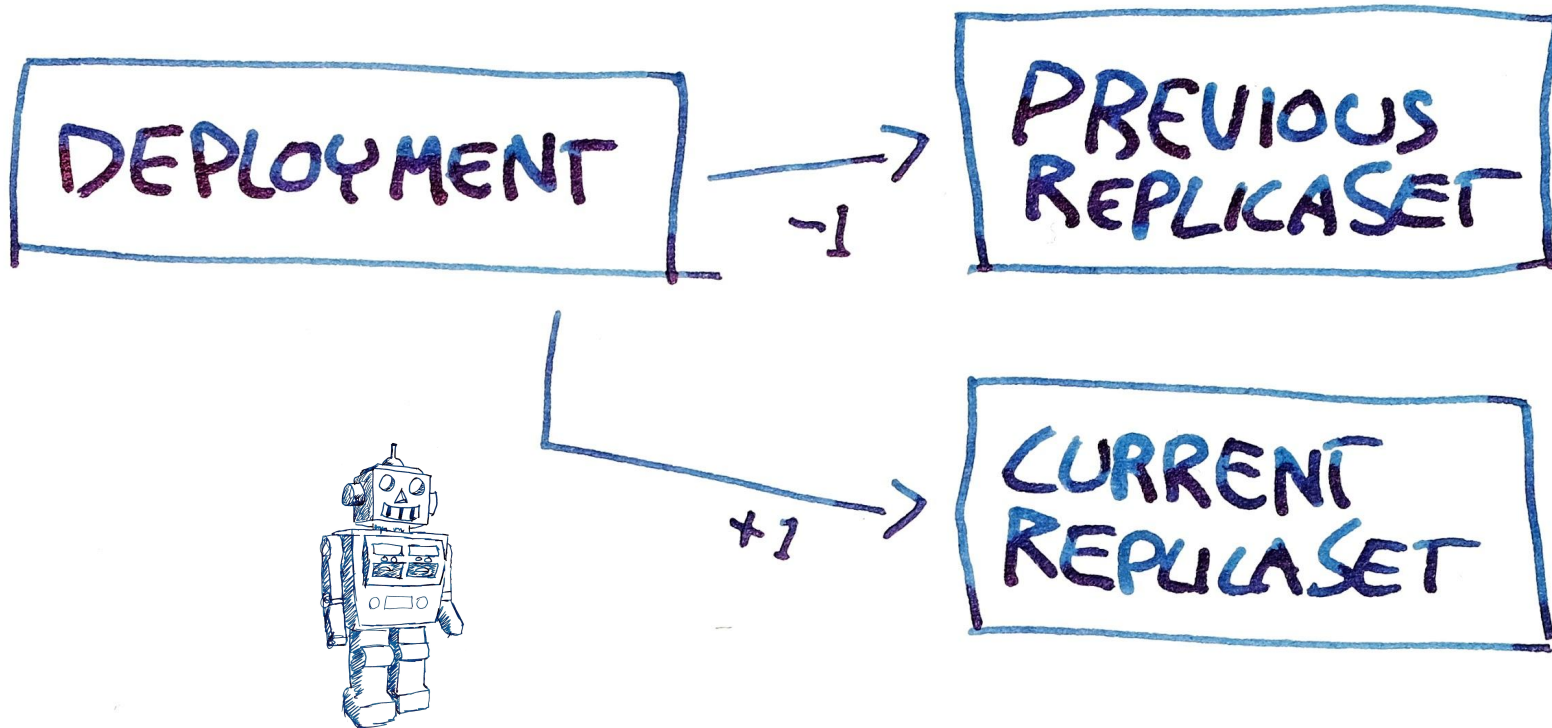 DEPLOYMENT
-1
PREVIOUS
REPLICASET
+1
CURRENT
REPLICASET